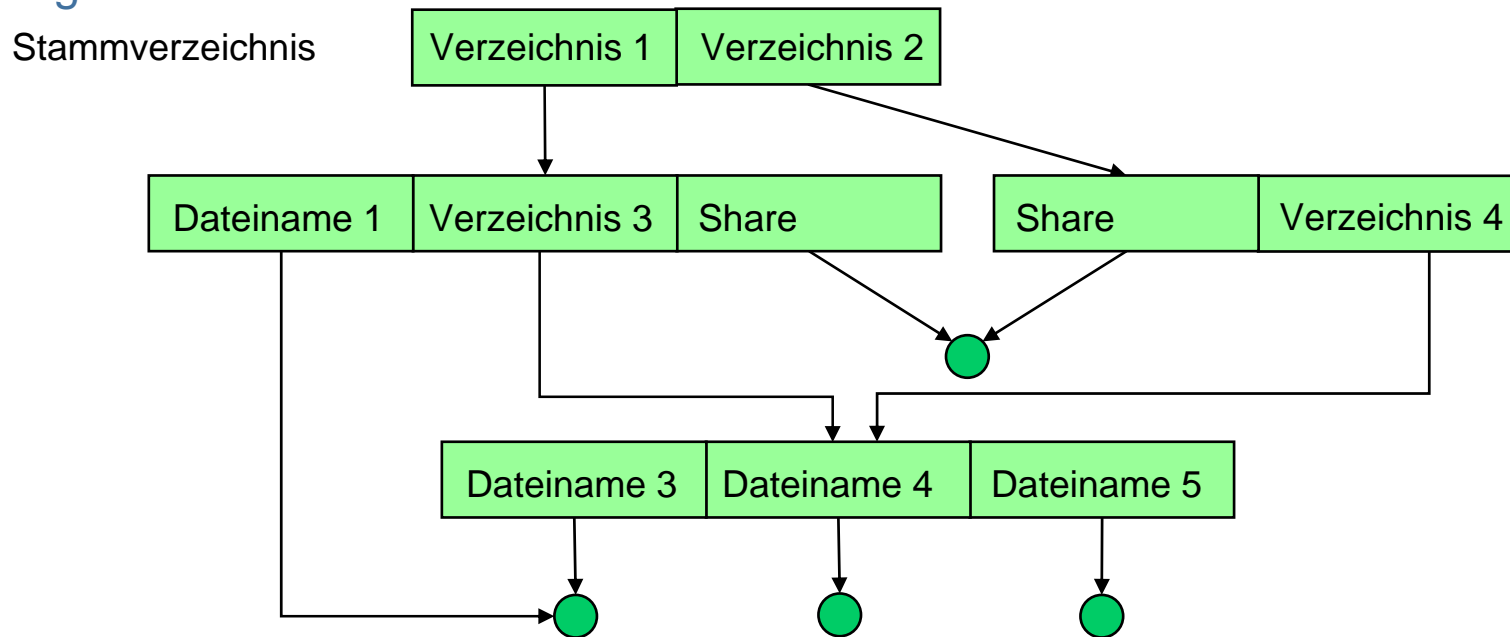 Stammverzeichnis Verzeichnis 1 Verzeichnis 2
Dateiname 1 Verzeichnis 3 Share Share Verzeichnis 4
Dateiname 3 Dateiname 4 Dateiname 5